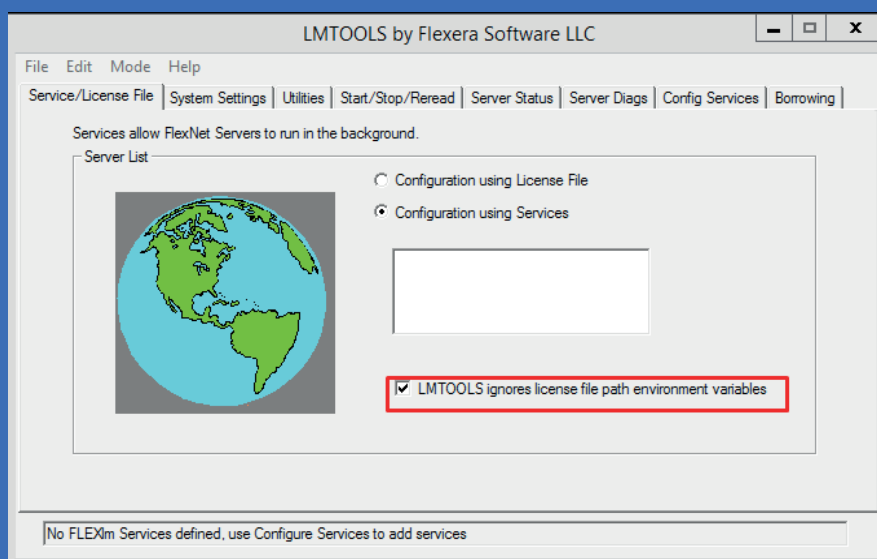 LMTOOLS by Flexera Software LLC
File Edit Mode Help
Service/License File System Settings Utilities Start/Stop/Reread Server Status Server Diags Config Services Borrowing
Services allow FlexNet Servers to run in the background.
Server List
Configuration using License File
Configuration using Services
LMTOOLS ignores license file path environment variables
No FLEXlm Services defined, use Configure Services to add services